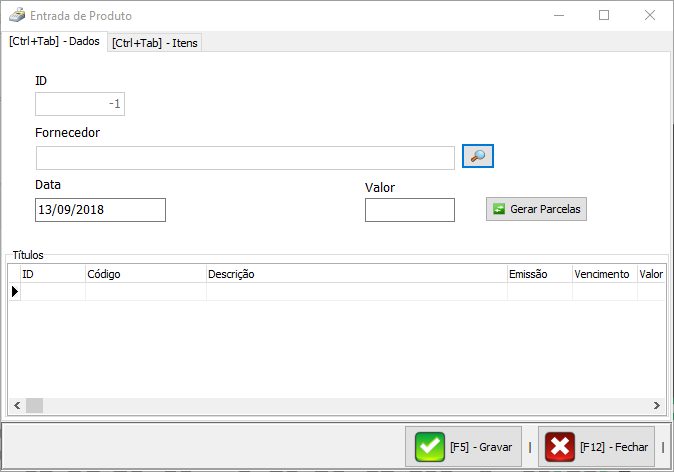 Entrada de Produto
[Ctrl+Tab] - Dados [Ctrl+Tab] - Itens
ID
-1
Fornecedor
Data Valor
13/09/2018 Gerar Parcelas
Títulos
ID Código Descrição Emissão Vencimento Valor
[F5] - Gravar | [F12] - Fechar |